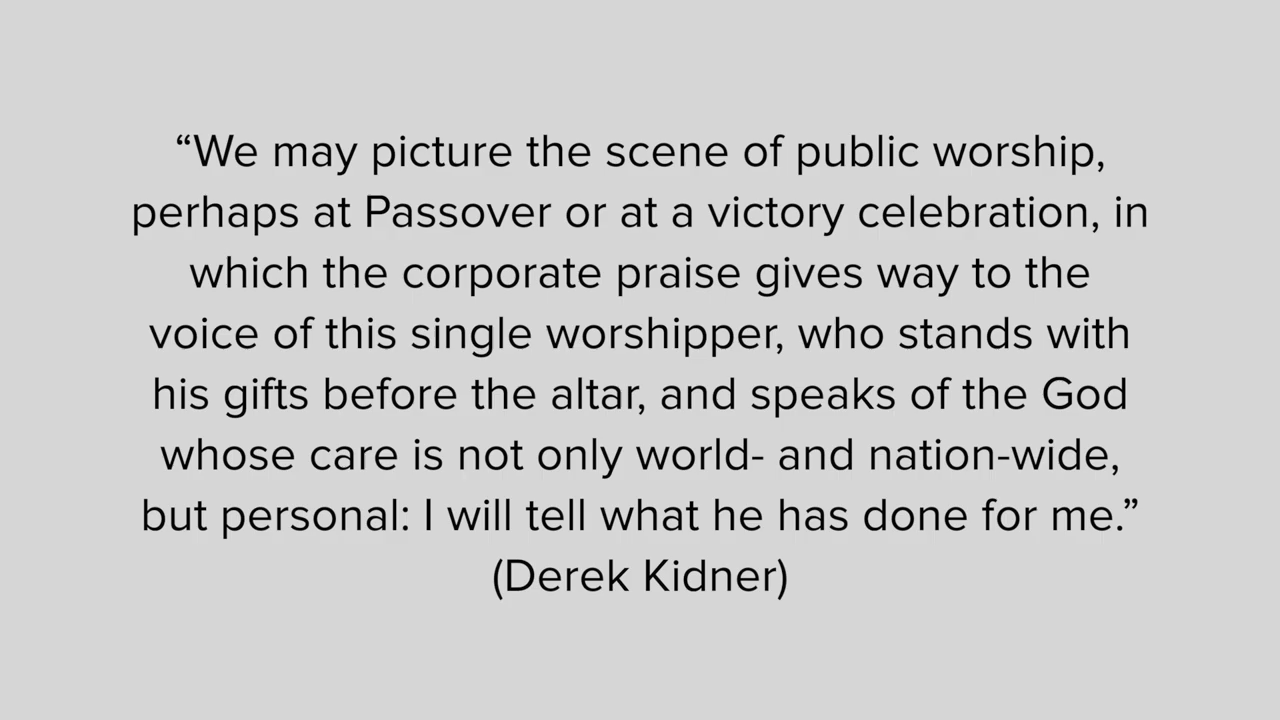 “We may picture the scene of public worship,
perhaps at Passover or at a victory celebration, in
which the corporate praise gives way to the
voice of this single worshipper, who stands with
his gifts before the altar, and speaks of the God
whose care is not only world- and nation-wide,
but personal: I will tell what he has done for me.”
(Derek Kidner)